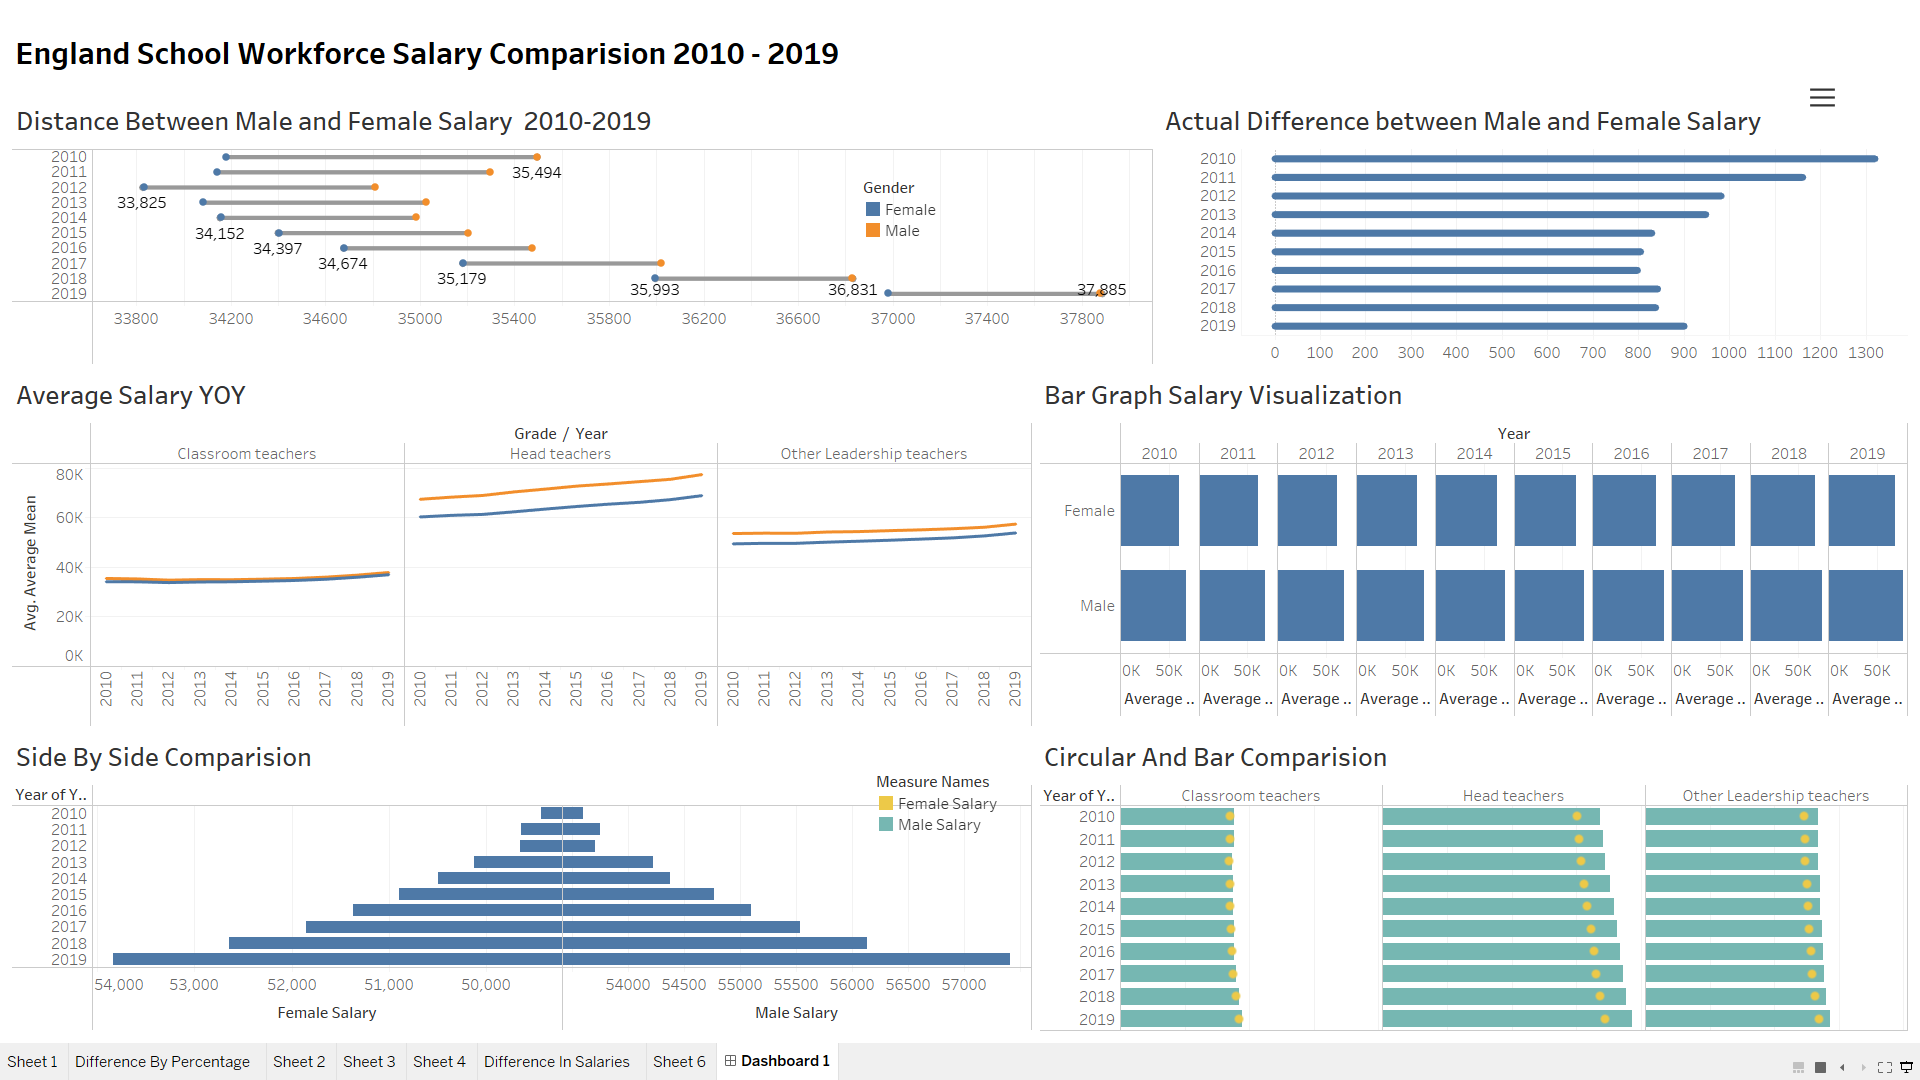 England School Workforce Salary Comparision 2010 - 2019
Distance Between Male and Female Salary 2010-2019
2010
2011
2012
2013
2014
2015
2016
2017
2018
2019
35,494
33,825
34,152
34,397
34,674
35,179
35,993
36,831
37,885
Gender
Female
Male
33800 34200 34600 35000 35400 35800 36200 36600 37000 37400 37800
Actual Difference between Male and Female Salary
2010
2011
2012
2013
2014
2015
2016
2017
2018
2019
0 100 200 300 400 500 600 700 800 900 1000 1100 1200 1300
Average Salary YOY
Grade / Year
Classroom teachers Head teachers Other Leadership teachers
Avg. Average Mean
80K
60K
40K
20K
0K
2010 2011 2012 2013 2014 2015 2016 2017 2018 2019 2010 2011 2012 2013 2014 2015 2016 2017 2018 2019 2010 2011 2012 2013 2014 2015 2016 2017 2018 2019
Bar Graph Salary Visualization
Year
2010 2011 2012 2013 2014 2015 2016 2017 2018 2019
Female
Male
0K 50K 0K 50K 0K 50K 0K 50K 0K 50K 0K 50K 0K 50K 0K 50K 0K 50K 0K 50K
Average .. Average .. Average .. Average .. Average .. Average .. Average .. Average .. Average .. Average ..
Side By Side Comparision
Year of Y..
2010
2011
2012
2013
2014
2015
2016
2017
2018
2019
Measure Names
Female Salary
Male Salary
54,000 53,000 52,000 51,000 50,000 54000 54500 55000 55500 56000 56500 57000
Female Salary Male Salary
Circular And Bar Comparision
Year of Y.. Classroom teachers Head teachers Other Leadership teachers
2010
2011
2012
2013
2014
2015
2016
2017
2018
2019
Sheet 1 Difference By Percentage Sheet 2 Sheet 3 Sheet 4 Difference In Salaries Sheet 6 Dashboard 1